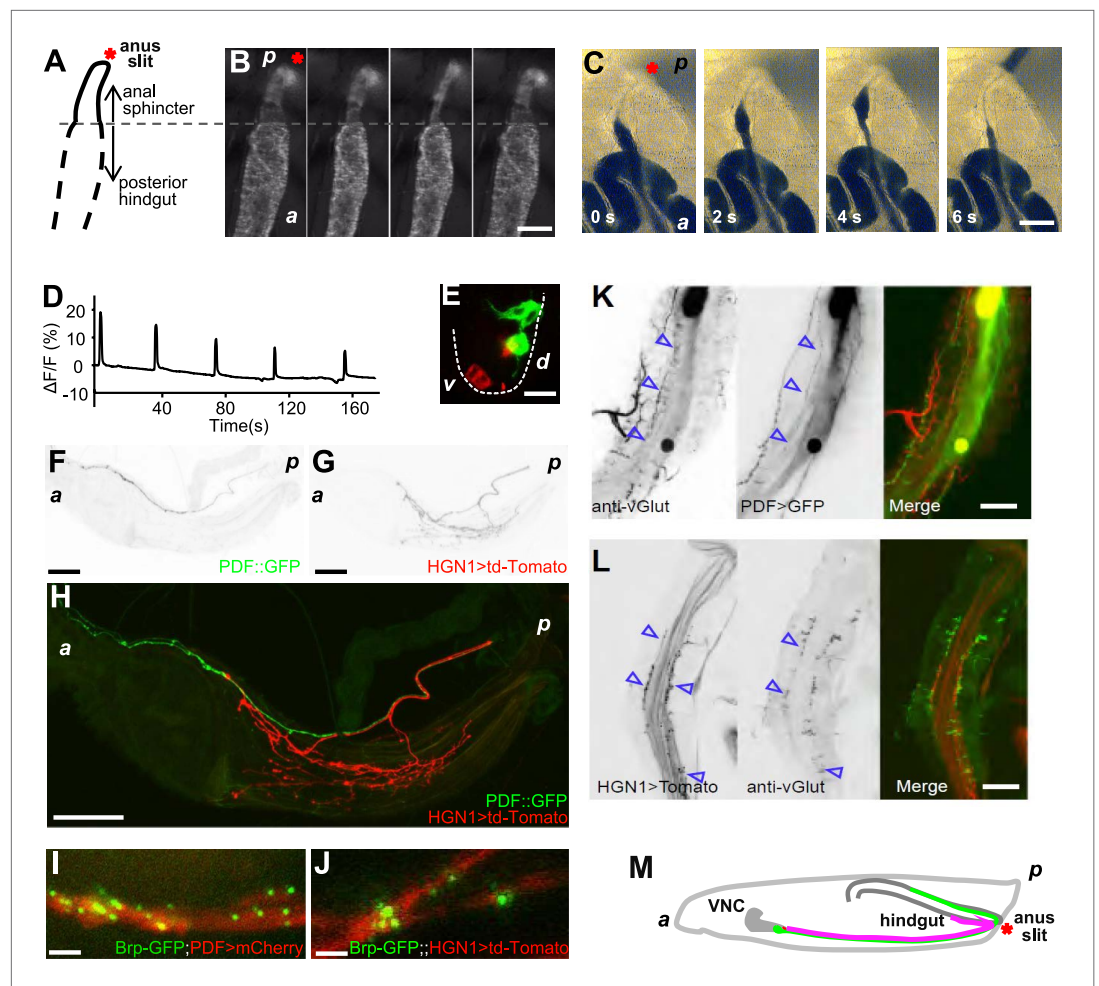 A
anus
slit
anal
sphincter
posterior
hindgut
B
p
a
C
p
0 s
a
2 s
4 s
6 s
D
ΔF/F (%)
20
10
0
-10
40
80
120
160
Time(s)
E
v
d
F
a
PDF::GFP
G
a
p
HGN1>td-Tomato
H
a
p
PDF::GFP
HGN1>td-Tomato
I
Brp-GFP;PDF>mCherry
J
Brp-GFP;;HGN1>td-Tomato
K
anti-vGlut
PDF>GFP
Merge
L
HGN1>Tomato
anti-vGlut
Merge
M
a
VNC
hindgut
p
anus
slit